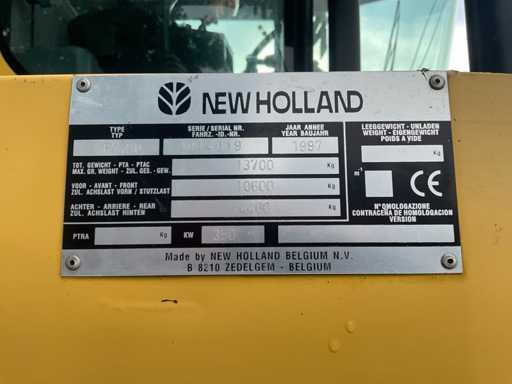 NEW HOLLAND
TYPE SERIE / SERIAL NR. JAAR ANNEE LEEGGEWICHT - UNLADEN
TYP FAHRZ.-ID.-NR. YEAR BAUJAHR WEIGHT - EIGENGEWICHT
POIDS A VIDE
1997
Kg
TOT. GEWICHT - PTA - PTAC 13700 Kg
MAX. GR. WEIGHT - ZUL. GES.- GEW.
VOOR - AVANT - FRONT 10600 Kg
ZUL. ACHSLAST VORN / STUTZLAST
m⁻¹ CE
ACHTER - ARRIERE - REAR Kg
ZUL. ACHSLAST HINTEN
N° OMOLOGAZIONE
CONTRACENA DE HOMOLOGACION
VERSION
PTRA Kg KW Kg
Made by NEW HOLLAND BELGIUM N.V.
B 8210 ZEDELGEM - BELGIUM